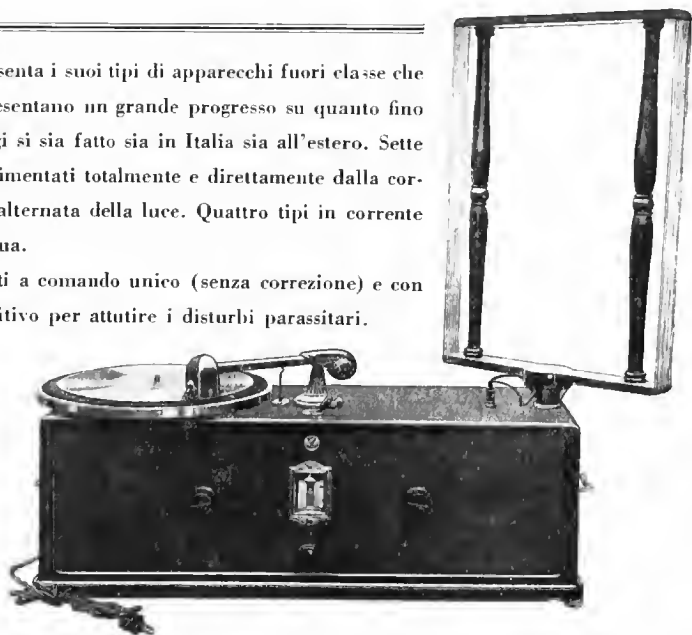 senta i suoi tipi di apparecchi fuori classe che
esentano un grande progresso su quanto fino
gi si sia fatto sia in Italia sia all'estero. Sette
imentati totalmente e direttamente dalla cor-
alternata della luce. Quattro tipi in corrente
ua.
ti a comando unico (senza correzione) e con
itivo per attutire i disturbi parassitari.